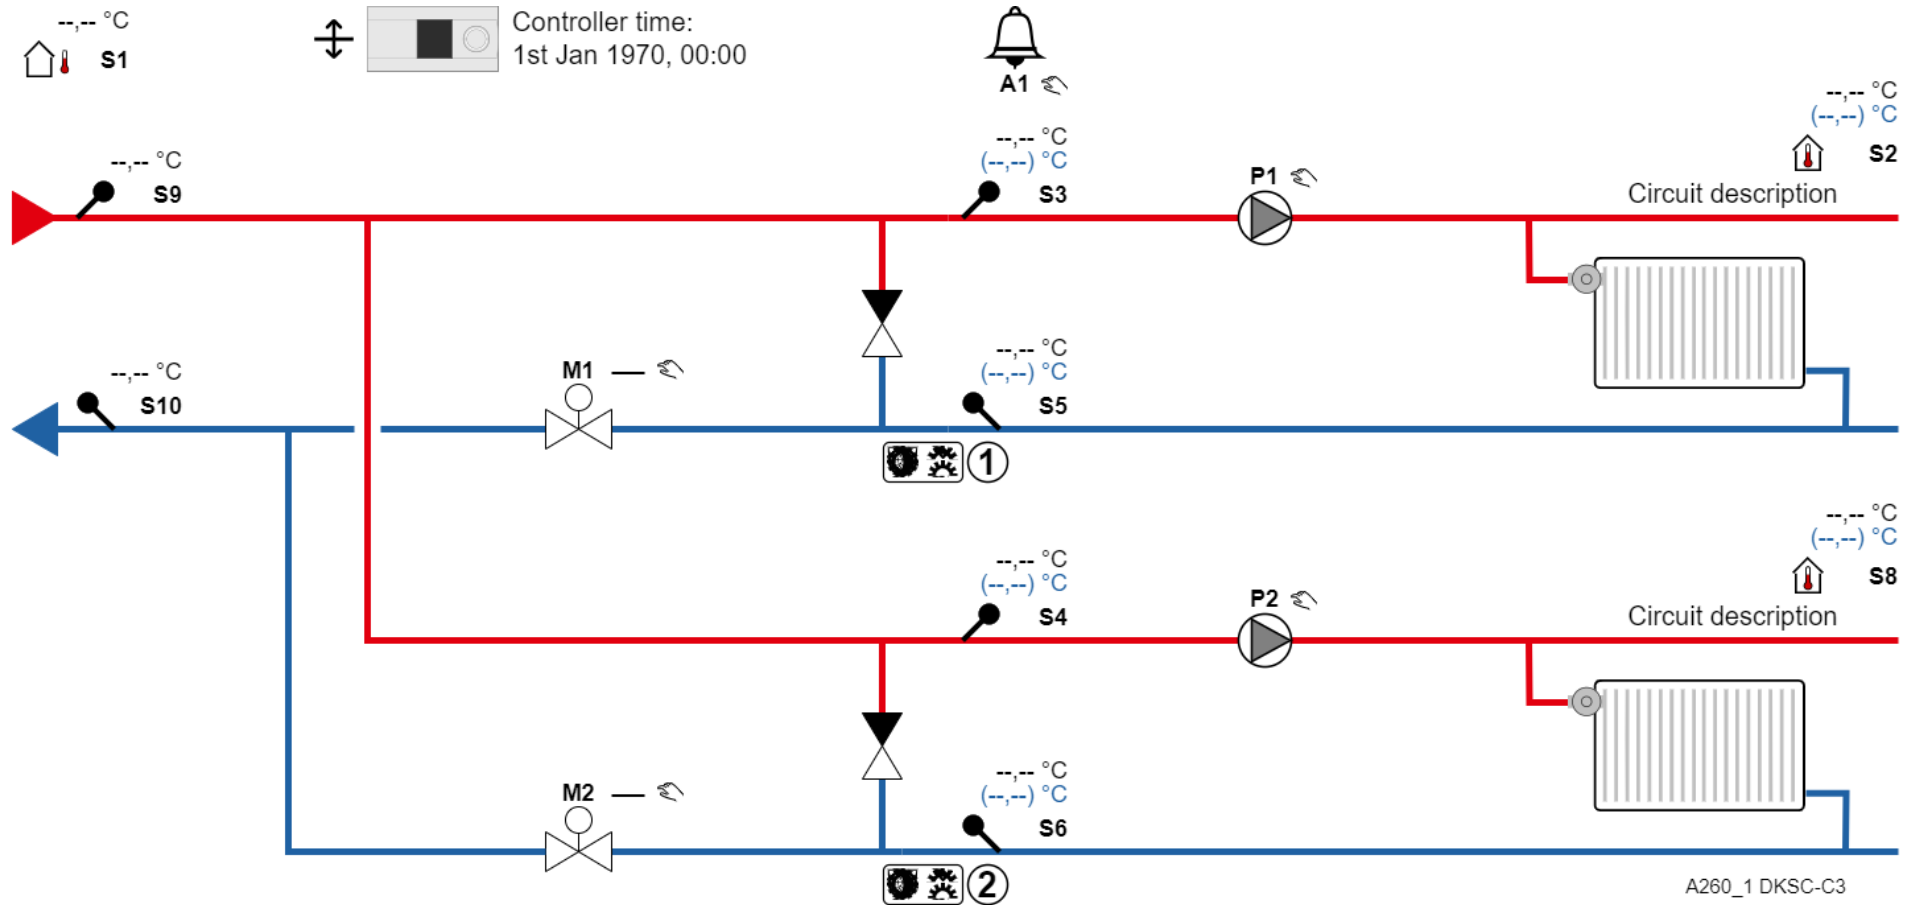 --,-- °C
S1
Controller time:
1st Jan 1970, 00:00
A1
--,-- °C
(--,--) °C
S2
Circuit description
--,-- °C
S9
--,-- °C
(--,--) °C
S3
P1
--,-- °C
S10
M1 —
--,-- °C
(--,--) °C
S5
1
--,-- °C
(--,--) °C
S8
Circuit description
--,-- °C
(--,--) °C
S4
P2
M2 —
--,-- °C
(--,--) °C
S6
2
A260_1 DKSC-C3